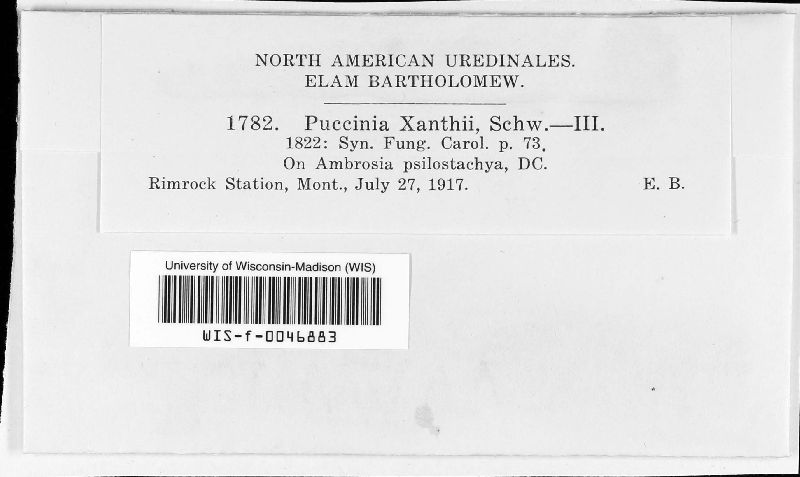 NORTH AMERICAN UREDINALES.
ELAM BARTHOLOMEW.
1782. Puccinia Xanthii, Schw.—III.
1822: Syn. Fung. Carol. p. 73.
On Ambrosia psilostachya, DC.
Rimrock Station, Mont., July 27, 1917. E. B.
University of Wisconsin-Madison (WIS)
WIS-f-0046883